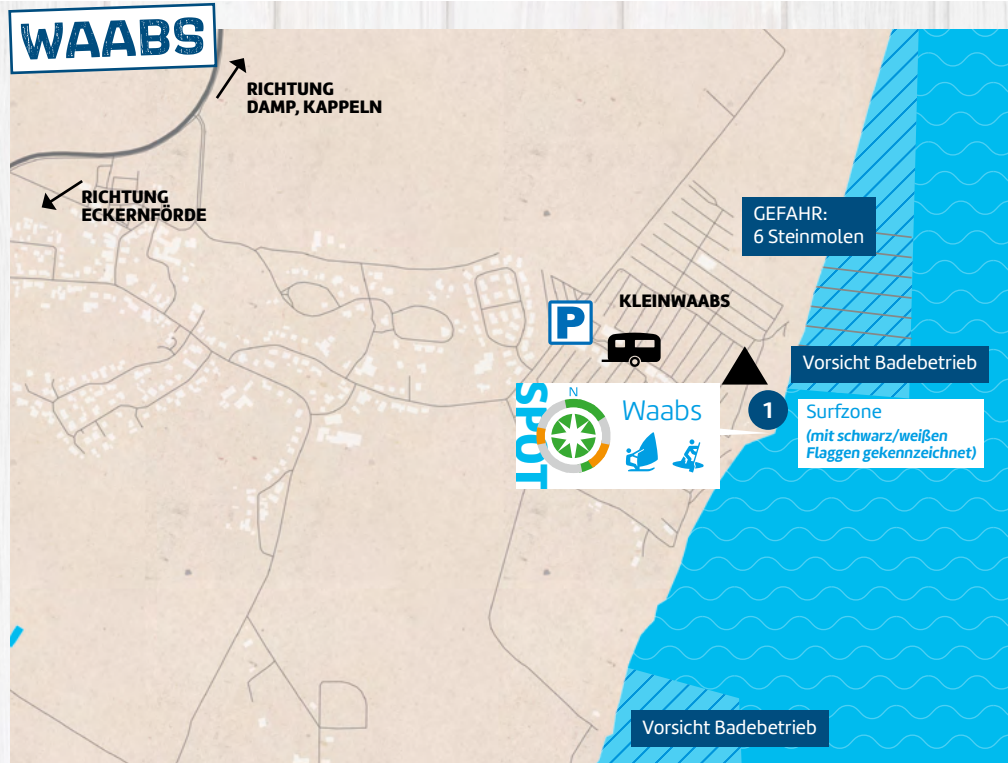 WAABS
RICHTUNG
DAMP, KAPPELN
RICHTUNG
ECKERNFÖRDE
GEFAHR:
6 Steinmolen
P
KLEINWAABS
Vorsicht Badebetrieb
SPOT
N
Waabs
1
Surfzone
(mit schwarz/weißen
Flaggen gekennzeichnet)
Vorsicht Badebetrieb